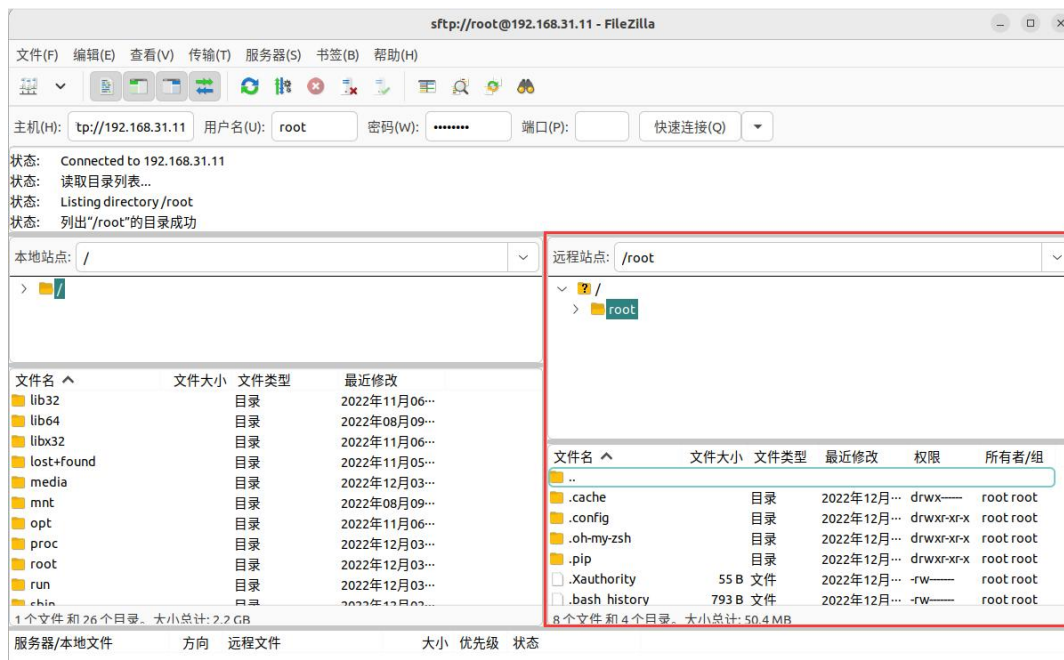 sftp://root@192.168.31.11 - FileZilla
文件(F) 编辑(E) 查看(V) 传输(T) 服务器(S) 书签(B) 帮助(H)
主机(H): tp://192.168.31.11 用户名(U): root 密码(W): •••••••• 端口(P): 快速连接(Q)
状态: Connected to 192.168.31.11
状态: 读取目录列表...
状态: Listing directory /root
状态: 列出“/root”的目录成功
本地站点: /
/
文件名 文件大小 文件类型 最近修改
lib32 目录 2022年11月06···
lib64 目录 2022年08月09···
libx32 目录 2022年11月06···
lost+found 目录 2022年11月05···
media 目录 2022年12月03···
mnt 目录 2022年08月09···
opt 目录 2022年11月06···
proc 目录 2022年12月03···
root 目录 2022年12月03···
run 目录 2022年12月03···
sbin 目录
1个文件 和 26个目录。大小总计: 2.2 GB
远程站点: /root
/
root
文件名 文件大小 文件类型 最近修改 权限 所有者/组
..
.cache 目录 2022年12月··· drwx------ root root
.config 目录 2022年12月··· drwxr-xr-x root root
.oh-my-zsh 目录 2022年12月··· drwxr-xr-x root root
.pip 目录 2022年12月··· drwxr-xr-x root root
.Xauthority 55 B 文件 2022年12月··· -rw------- root root
.bash_history 793 B 文件 2022年12月··· -rw------- root root
8个文件 和 4个目录。大小总计: 50.4 MB
服务器/本地文件 方向 远程文件 大小 优先级 状态